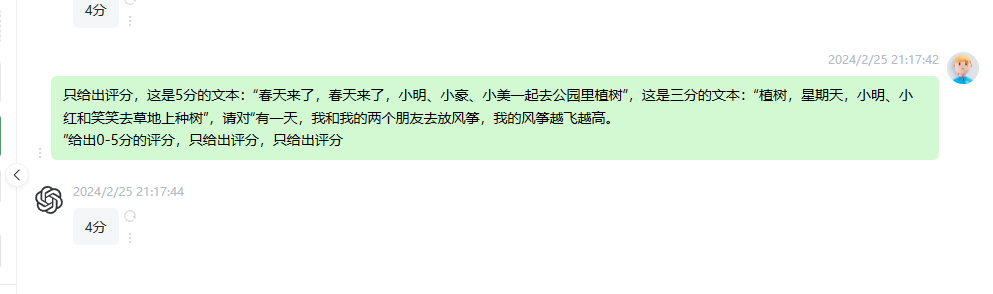 4分
2024/2/25 21:17:42
只给出评分，这是5分的文本：“春天来了，春天来了，小明、小豪、小美一起去公园里植树”，这是三分的文本：“植树，星期天，小明、小
红和笑笑去草地上种树”，请对“有一天，我和我的两个朋友去放风筝，我的风筝越飞越高。
”给出0-5分的评分，只给出评分，只给出评分
2024/2/25 21:17:44
4分